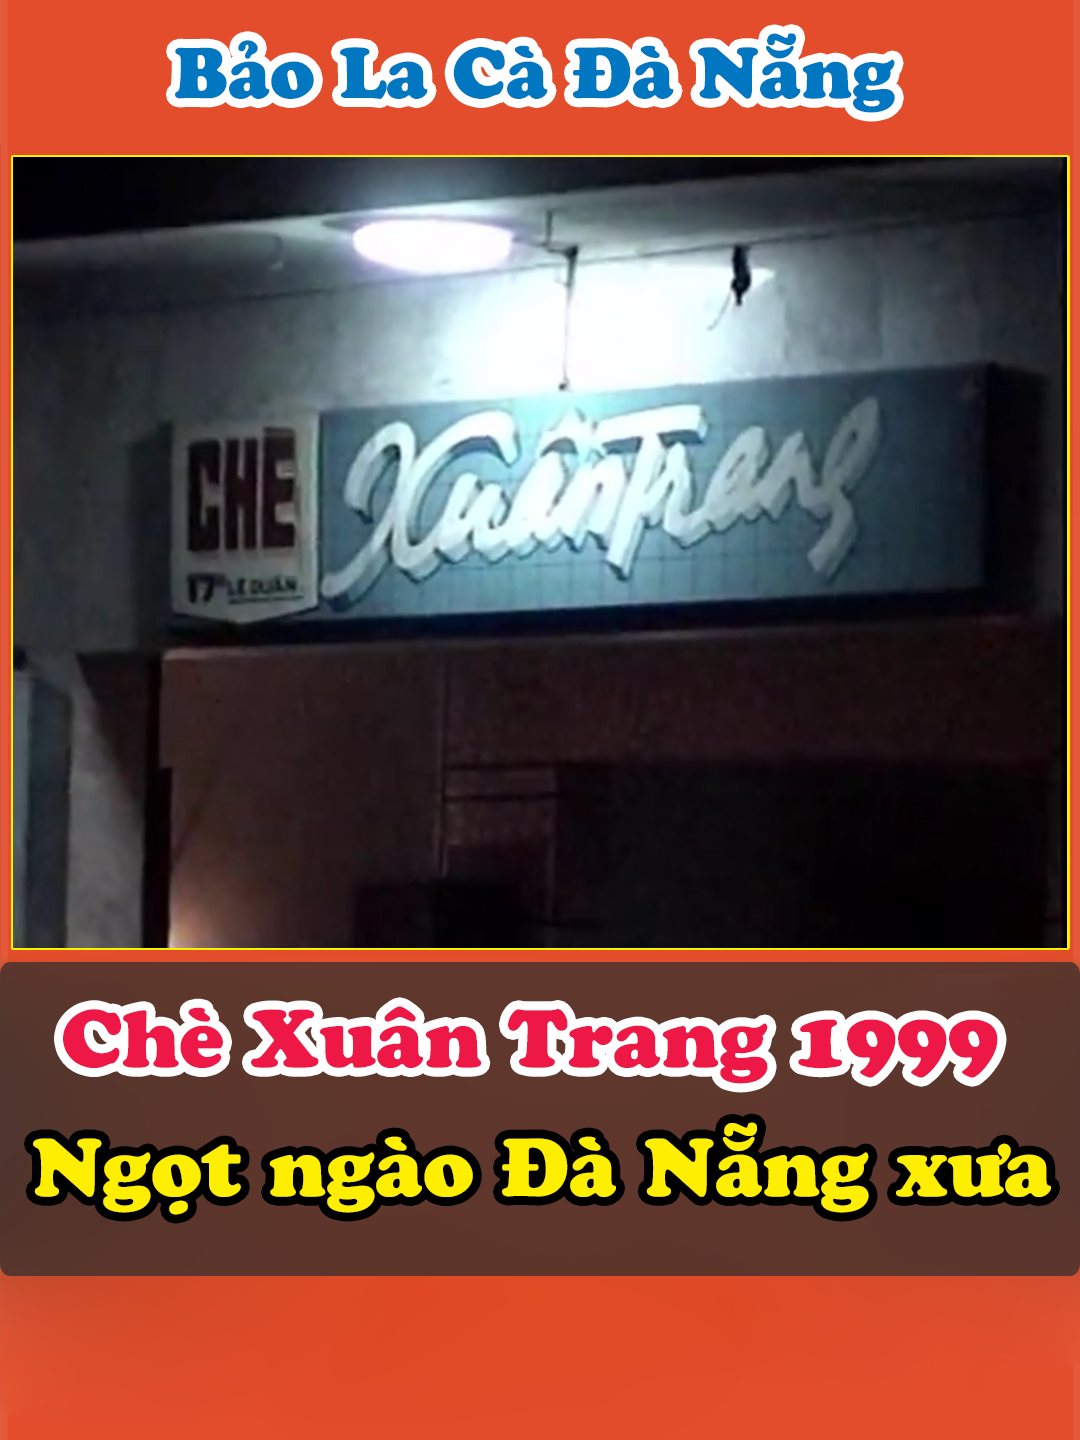 Bảo La Cà Đà Nẵng
CHÈ
Xuân Trang
LÊ DUẨN
Chè Xuân Trang 1999
Ngọt ngào Đà Nẵng xưa